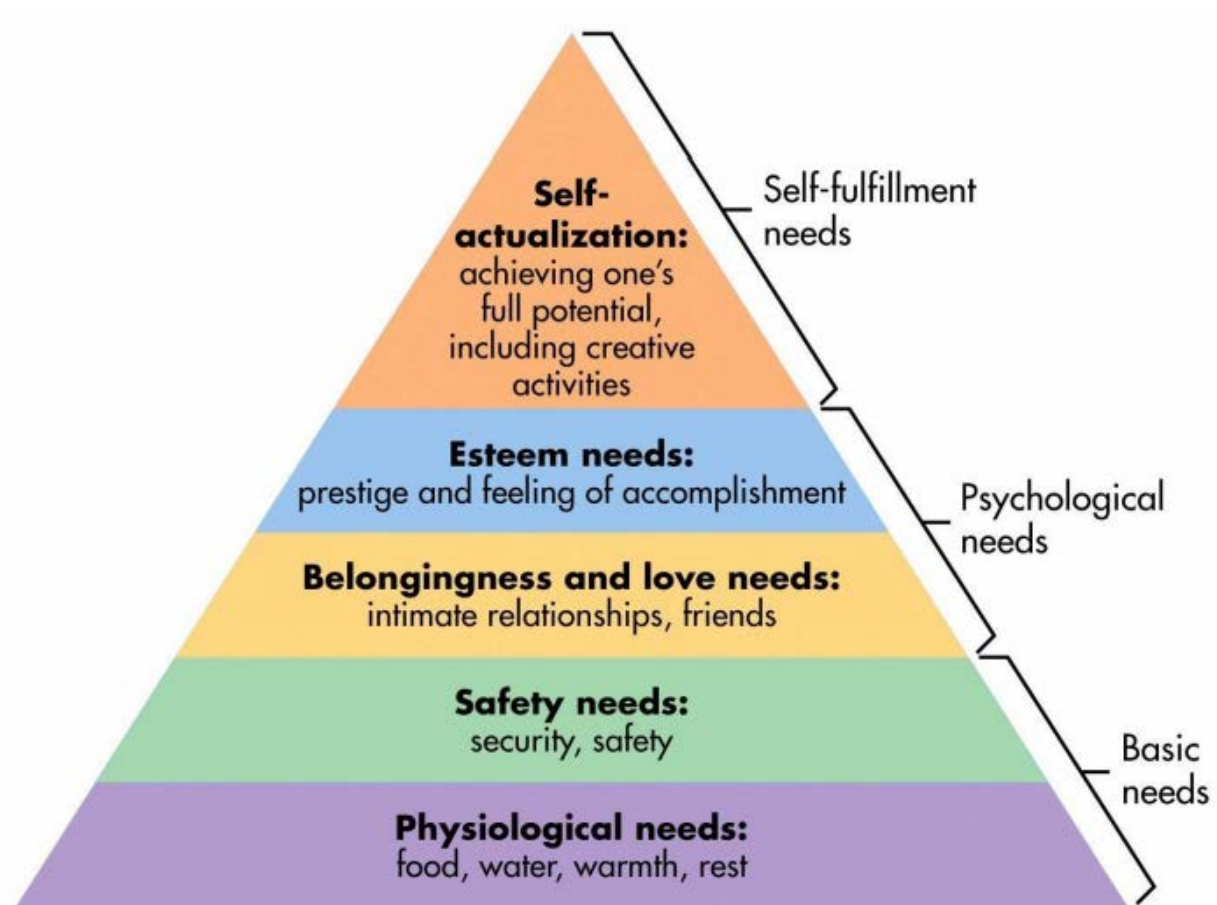 Self-
actualization:
achieving one's
full potential,
including creative
activities
Self-fulfillment
needs
Esteem needs:
prestige and feeling of accomplishment
Belongingness and love needs:
intimate relationships, friends
Psychological
needs
Safety needs:
security, safety
Physiological needs:
food, water, warmth, rest
Basic
needs